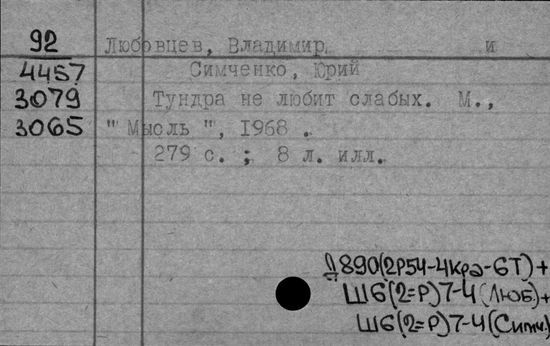 92 Любовцев, Владимир и
4457 Симченко, Юрий
3079 Тундра не любит слабых. М.,
3065 " Мысль ", 1968 .
279 с. ; 8 л. илл.
Д890(2Р54-4Крэ-6Т)+
Ш6(2=Р)7-4(Люб)+
Ш6(2=Р)7-4(Симч.)